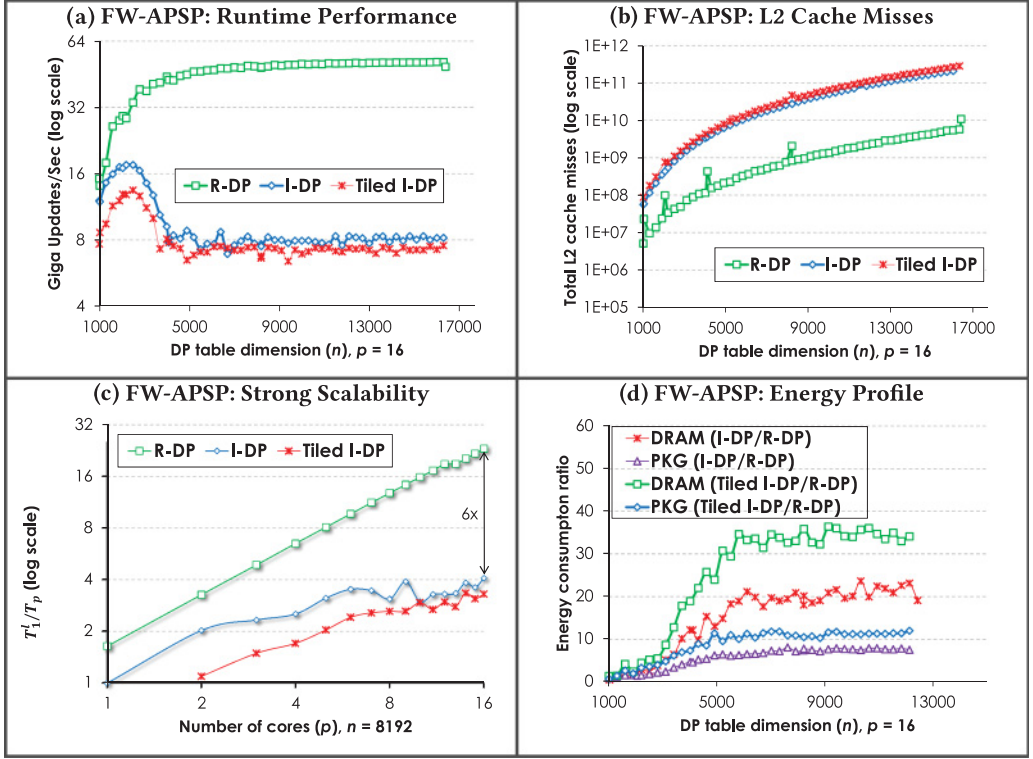 (a) FW-APSP: Runtime Performance
64
32
16
8
4
Giga Updates/Sec (log scale)
R-DP I-DP Tiled I-DP
1000 5000 9000 13000 17000
DP table dimension (n), p = 16
(b) FW-APSP: L2 Cache Misses
1E+12
1E+11
1E+10
1E+09
1E+08
1E+07
1E+06
1E+05
Total L2 cache misses (log scale)
R-DP I-DP Tiled I-DP
1000 5000 9000 13000 17000
DP table dimension (n), p = 16
(c) FW-APSP: Strong Scalability
32
16
8
4
2
1
T₁ᴵ/Tₚ (log scale)
R-DP I-DP Tiled I-DP
6x
1 2 4 8 16
Number of cores (p), n = 8192
(d) FW-APSP: Energy Profile
60
50
40
30
20
10
0
Energy consumpton ratio
DRAM (I-DP/R-DP)
PKG (I-DP/R-DP)
DRAM (Tiled I-DP/R-DP)
PKG (Tiled I-DP/R-DP)
1000 5000 9000 13000
DP table dimension (n), p = 16